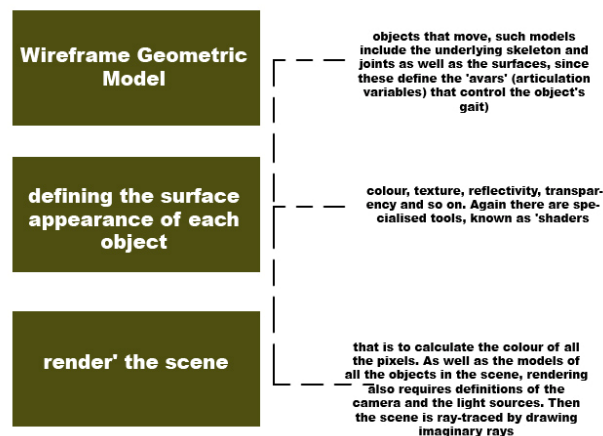 Wireframe Geometric
Model
objects that move, such models
include the underlying skeleton and
joints as well as the surfaces, since
these define the 'avars' (articulation
variables) that control the object's
gait)
defining the surface
appearance of each
object
colour, texture, reflectivity, transpar-
ency and so on. Again there are spe-
cialised tools, known as 'shaders
render' the scene
that is to calculate the colour of all
the pixels. As well as the models of
all the objects in the scene, rendering
also requires definitions of the
camera and the light sources. Then
the scene is ray-traced by drawing
imaginary rays